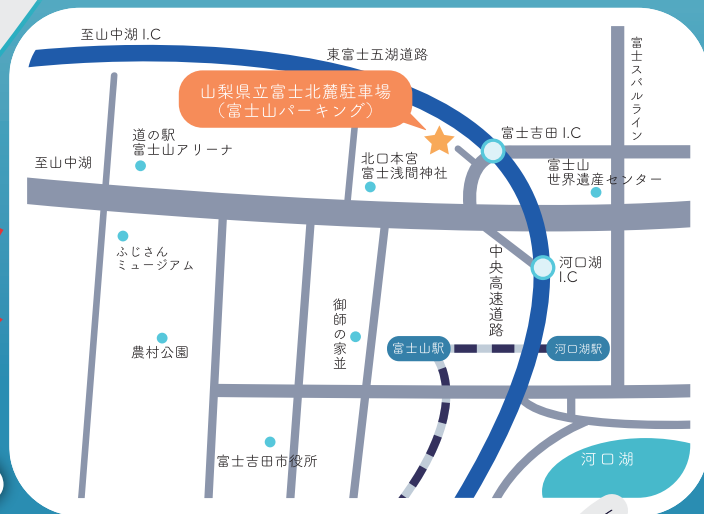 至山中湖 I.C
東富士五湖道路
富士スバルライン
山梨県立富士北麓駐車場
（富士山パーキング）
富士吉田 I.C
道の駅
富士山アリーナ
至山中湖
北口本宮
富士浅間神社
富士山
世界遺産センター
ふじさん
ミュージアム
中央高速道路
河口湖
I.C
御師の家並
農村公園
富士山駅
河口湖駅
富士吉田市役所
河口湖